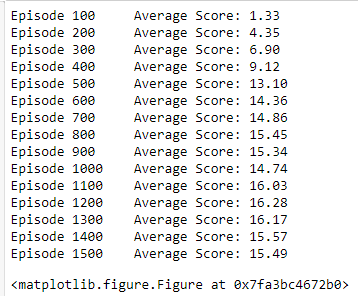 Episode 100 Average Score: 1.33
Episode 200 Average Score: 4.35
Episode 300 Average Score: 6.90
Episode 400 Average Score: 9.12
Episode 500 Average Score: 13.10
Episode 600 Average Score: 14.36
Episode 700 Average Score: 14.86
Episode 800 Average Score: 15.45
Episode 900 Average Score: 15.34
Episode 1000 Average Score: 14.74
Episode 1100 Average Score: 16.03
Episode 1200 Average Score: 16.28
Episode 1300 Average Score: 16.17
Episode 1400 Average Score: 15.57
Episode 1500 Average Score: 15.49
<matplotlib.figure.Figure at 0x7fa3bc4672b0>